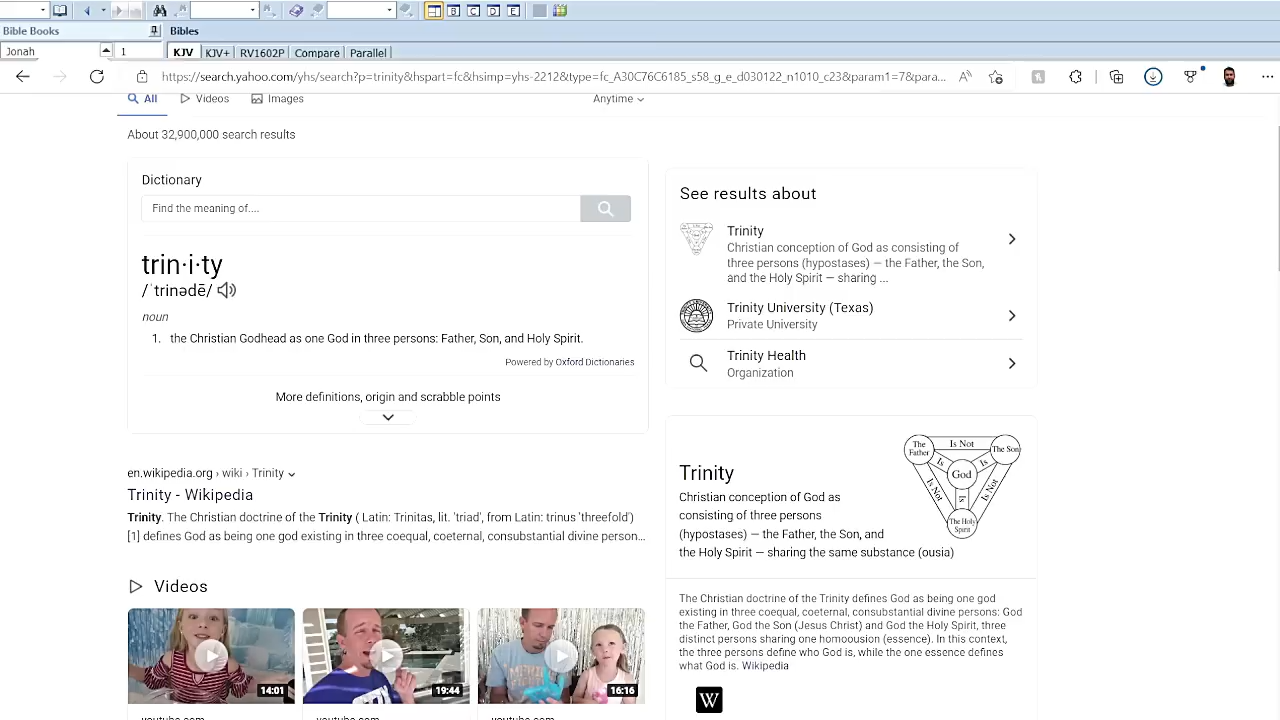 Bible Books
Bibles
Jonah
1
KJV
KJV+
RV1602P
Compare
Parallel
B
C
D
E
https://search.yahoo.com/yhs/search?p=trinity&hspart=fc&hsimp=yhs-2212&type=fc_A30C76C6185_s58_g_e_d030122_n1010_c23&param1=7&para...
All
Videos
Images
Anytime
About 32,900,000 search results
Dictionary
Find the meaning of....
trin·i·ty
/ˈtrinədē/
noun
1. the Christian Godhead as one God in three persons: Father, Son, and Holy Spirit.
Powered by Oxford Dictionaries
More definitions, origin and scrabble points
en.wikipedia.org › wiki › Trinity
Trinity - Wikipedia
Trinity. The Christian doctrine of the Trinity ( Latin: Trinitas, lit. 'triad', from Latin: trinus 'threefold')
[1] defines God as being one god existing in three coequal, coeternal, consubstantial divine person...
Videos
14:01
19:44
16:16
youtube.com
youtube.com
youtube.com
See results about
Trinity
Christian conception of God as consisting of
three persons (hypostases) — the Father, the Son,
and the Holy Spirit — sharing ...
Trinity University (Texas)
Private University
Trinity Health
Organization
Trinity
Christian conception of God as
consisting of three persons
(hypostases) — the Father, the Son, and
the Holy Spirit — sharing the same substance (ousia)
The Father
Is Not
The Son
Is
Is
God
Is Not
Is
Is Not
The Holy Spirit
The Christian doctrine of the Trinity defines God as being one god
existing in three coequal, coeternal, consubstantial divine persons: God
the Father, God the Son (Jesus Christ) and God the Holy Spirit, three
distinct persons sharing one homoousion (essence). In this context,
the three persons define who God is, while the one essence defines
what God is. Wikipedia
W